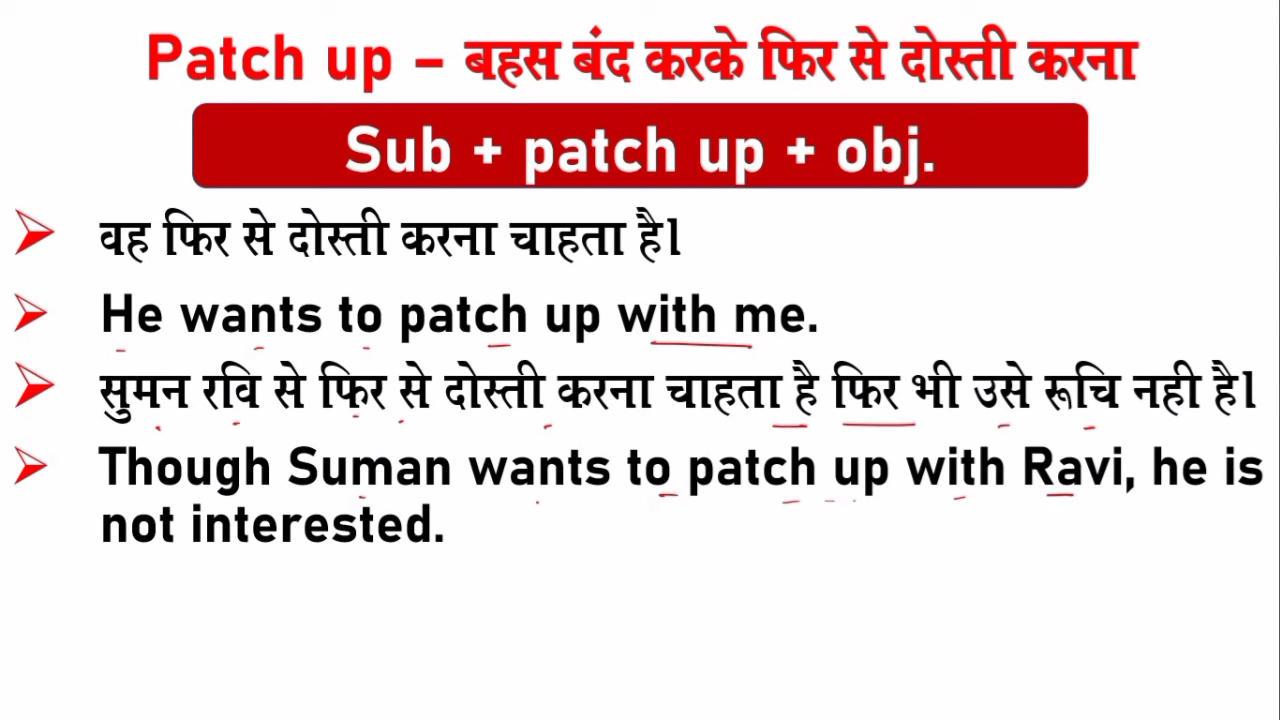 Patch up – बहस बंद करके फिर से दोस्ती करना
Sub + patch up + obj.
वह फिर से दोस्ती करना चाहता है।
He wants to patch up with me.
सुमन रवि से फिर से दोस्ती करना चाहता है फिर भी उसे रूचि नही है।
Though Suman wants to patch up with Ravi, he is
not interested.